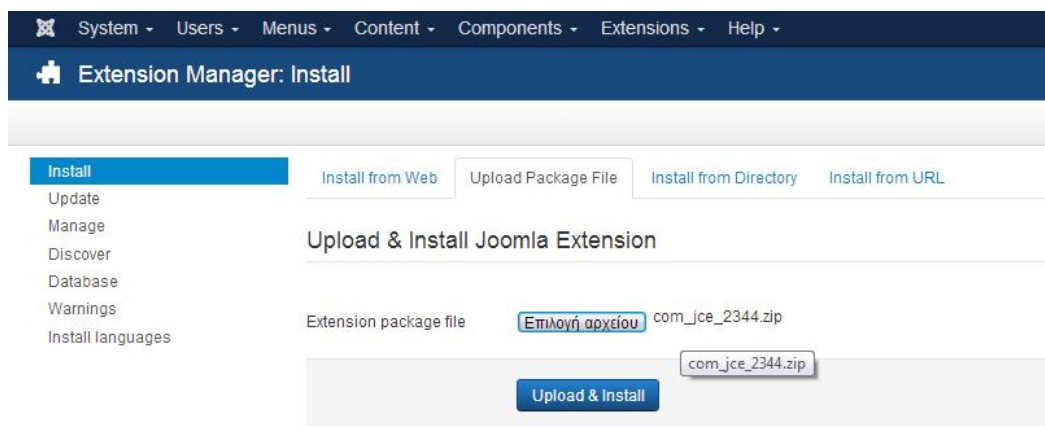 System Users Menus Content Components Extensions Help
Extension Manager: Install
Install
Update
Manage
Discover
Database
Warnings
Install languages
Install from Web Upload Package File Install from Directory Install from URL
Upload & Install Joomla Extension
Extension package file Επιλογή αρχείου com_jce_2344.zip
com_jce_2344.zip
Upload & Install